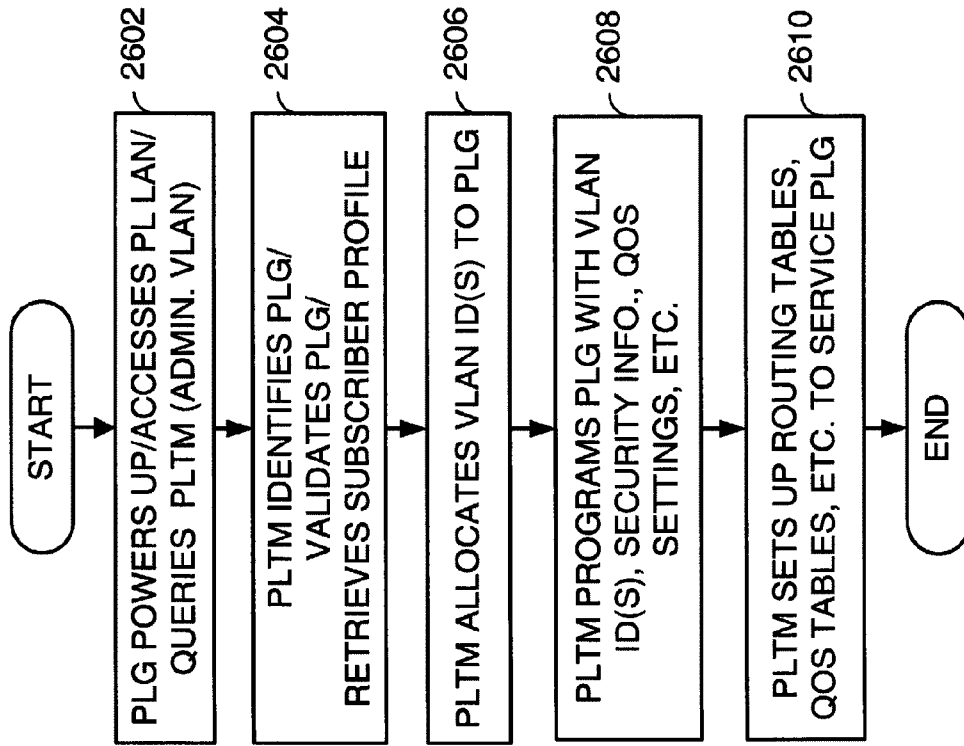 START
PLG POWERS UP/ACCESSES PL LAN/
QUERIES PLTM (ADMIN. VLAN)
2602
PLTM IDENTIFIES PLG/
VALIDATES PLG/
RETRIEVES SUBSCRIBER PROFILE
2604
PLTM ALLOCATES VLAN ID(S) TO PLG
2606
PLTM PROGRAMS PLG WITH VLAN
ID(S), SECURITY INFO., QOS
SETTINGS, ETC.
2608
PLTM SETS UP ROUTING TABLES,
QOS TABLES, ETC. TO SERVICE PLG
2610
END